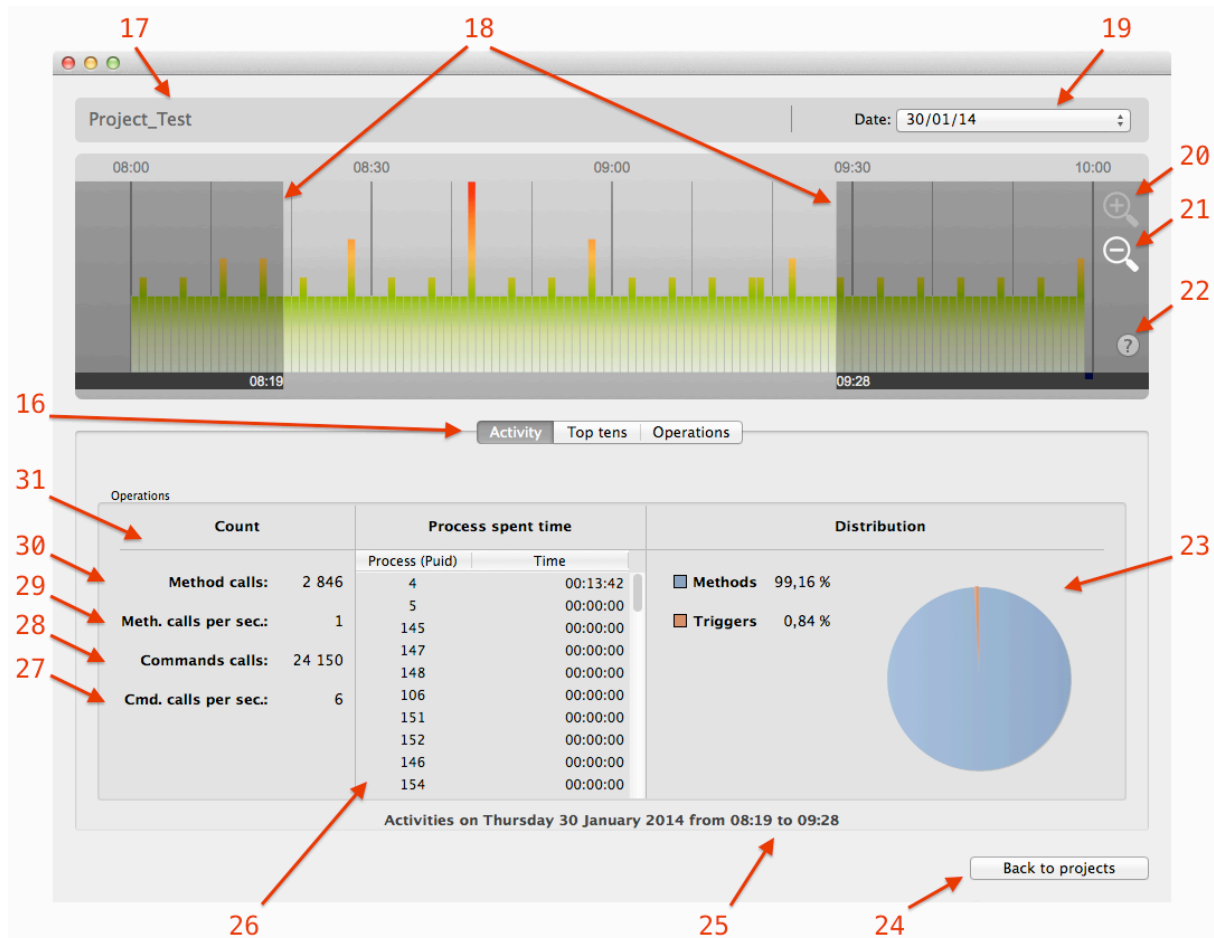 17 18 19
Project_Test Date: 30/01/14
20
08:00 08:30 09:00 09:30 10:00
21
22
?
08:19 09:28
16
Activity Top tens Operations
31
Operations
Count Process spent time Distribution
30 23
Process (Puid) Time
Method calls: 2 846 4 00:13:42 Methods 99,16 %
29
5 00:00:00
Meth. calls per sec.: 1 145 00:00:00 Triggers 0,84 %
28
147 00:00:00
Commands calls: 24 150
27
148 00:00:00
Cmd. calls per sec.: 6 106 00:00:00
151 00:00:00
152 00:00:00
146 00:00:00
154 00:00:00
Activities on Thursday 30 January 2014 from 08:19 to 09:28
Back to projects
26 25 24